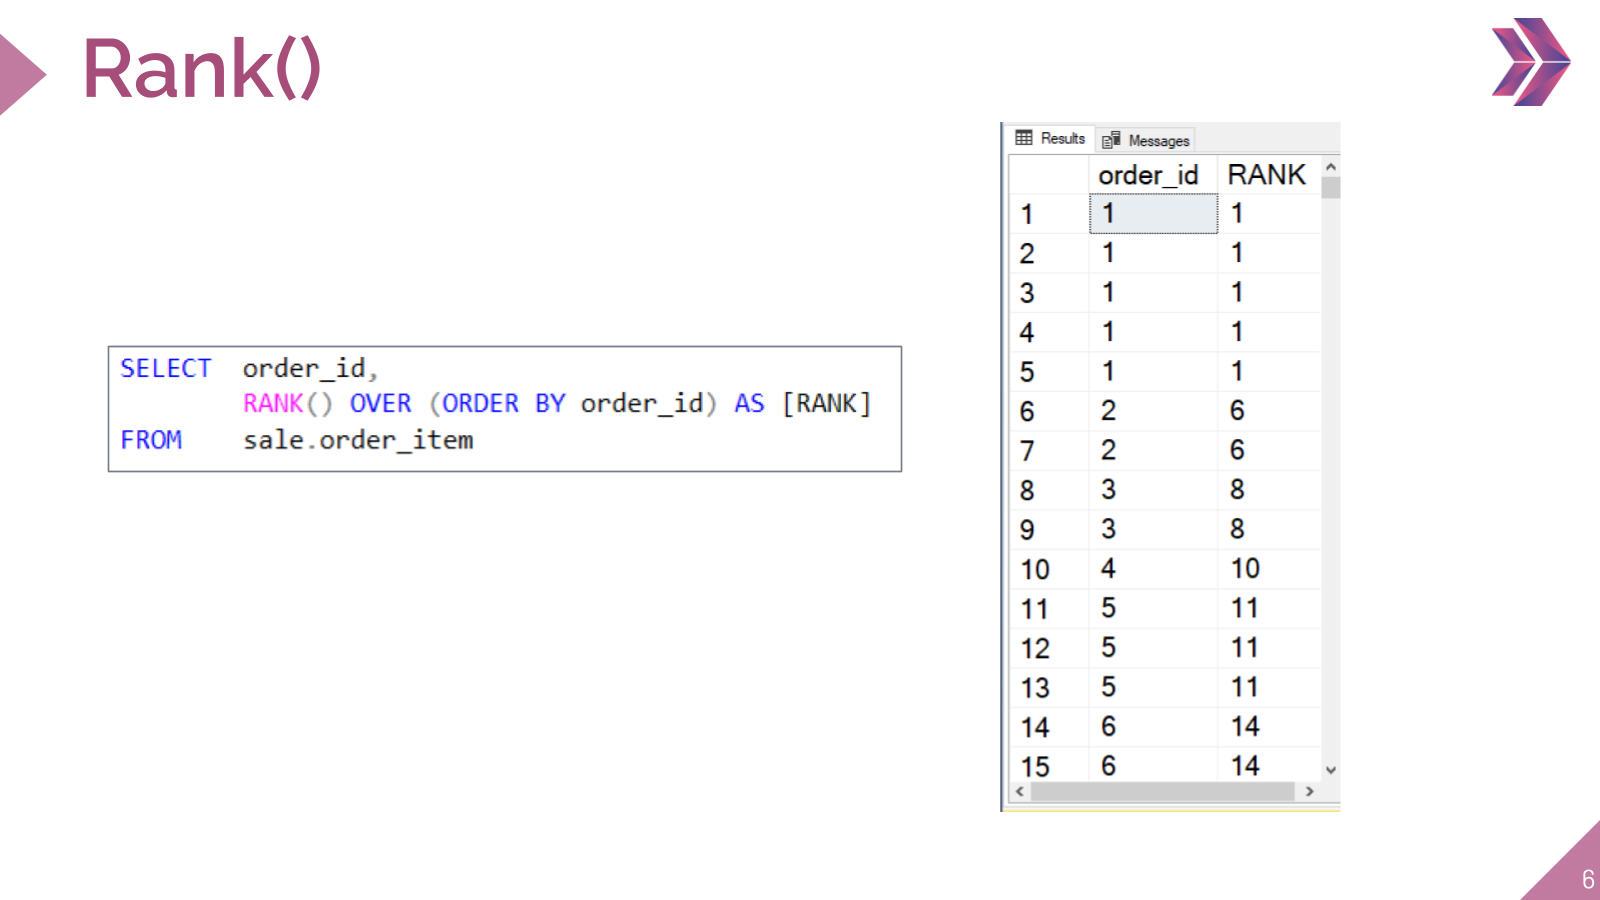 Rank()
SELECT order_id,
RANK() OVER (ORDER BY order_id) AS [RANK]
FROM sale.order_item
Results Messages
order_id RANK
1 1 1
2 1 1
3 1 1
4 1 1
5 1 1
6 2 6
7 2 6
8 3 8
9 3 8
10 4 10
11 5 11
12 5 11
13 5 11
14 6 14
15 6 14
6